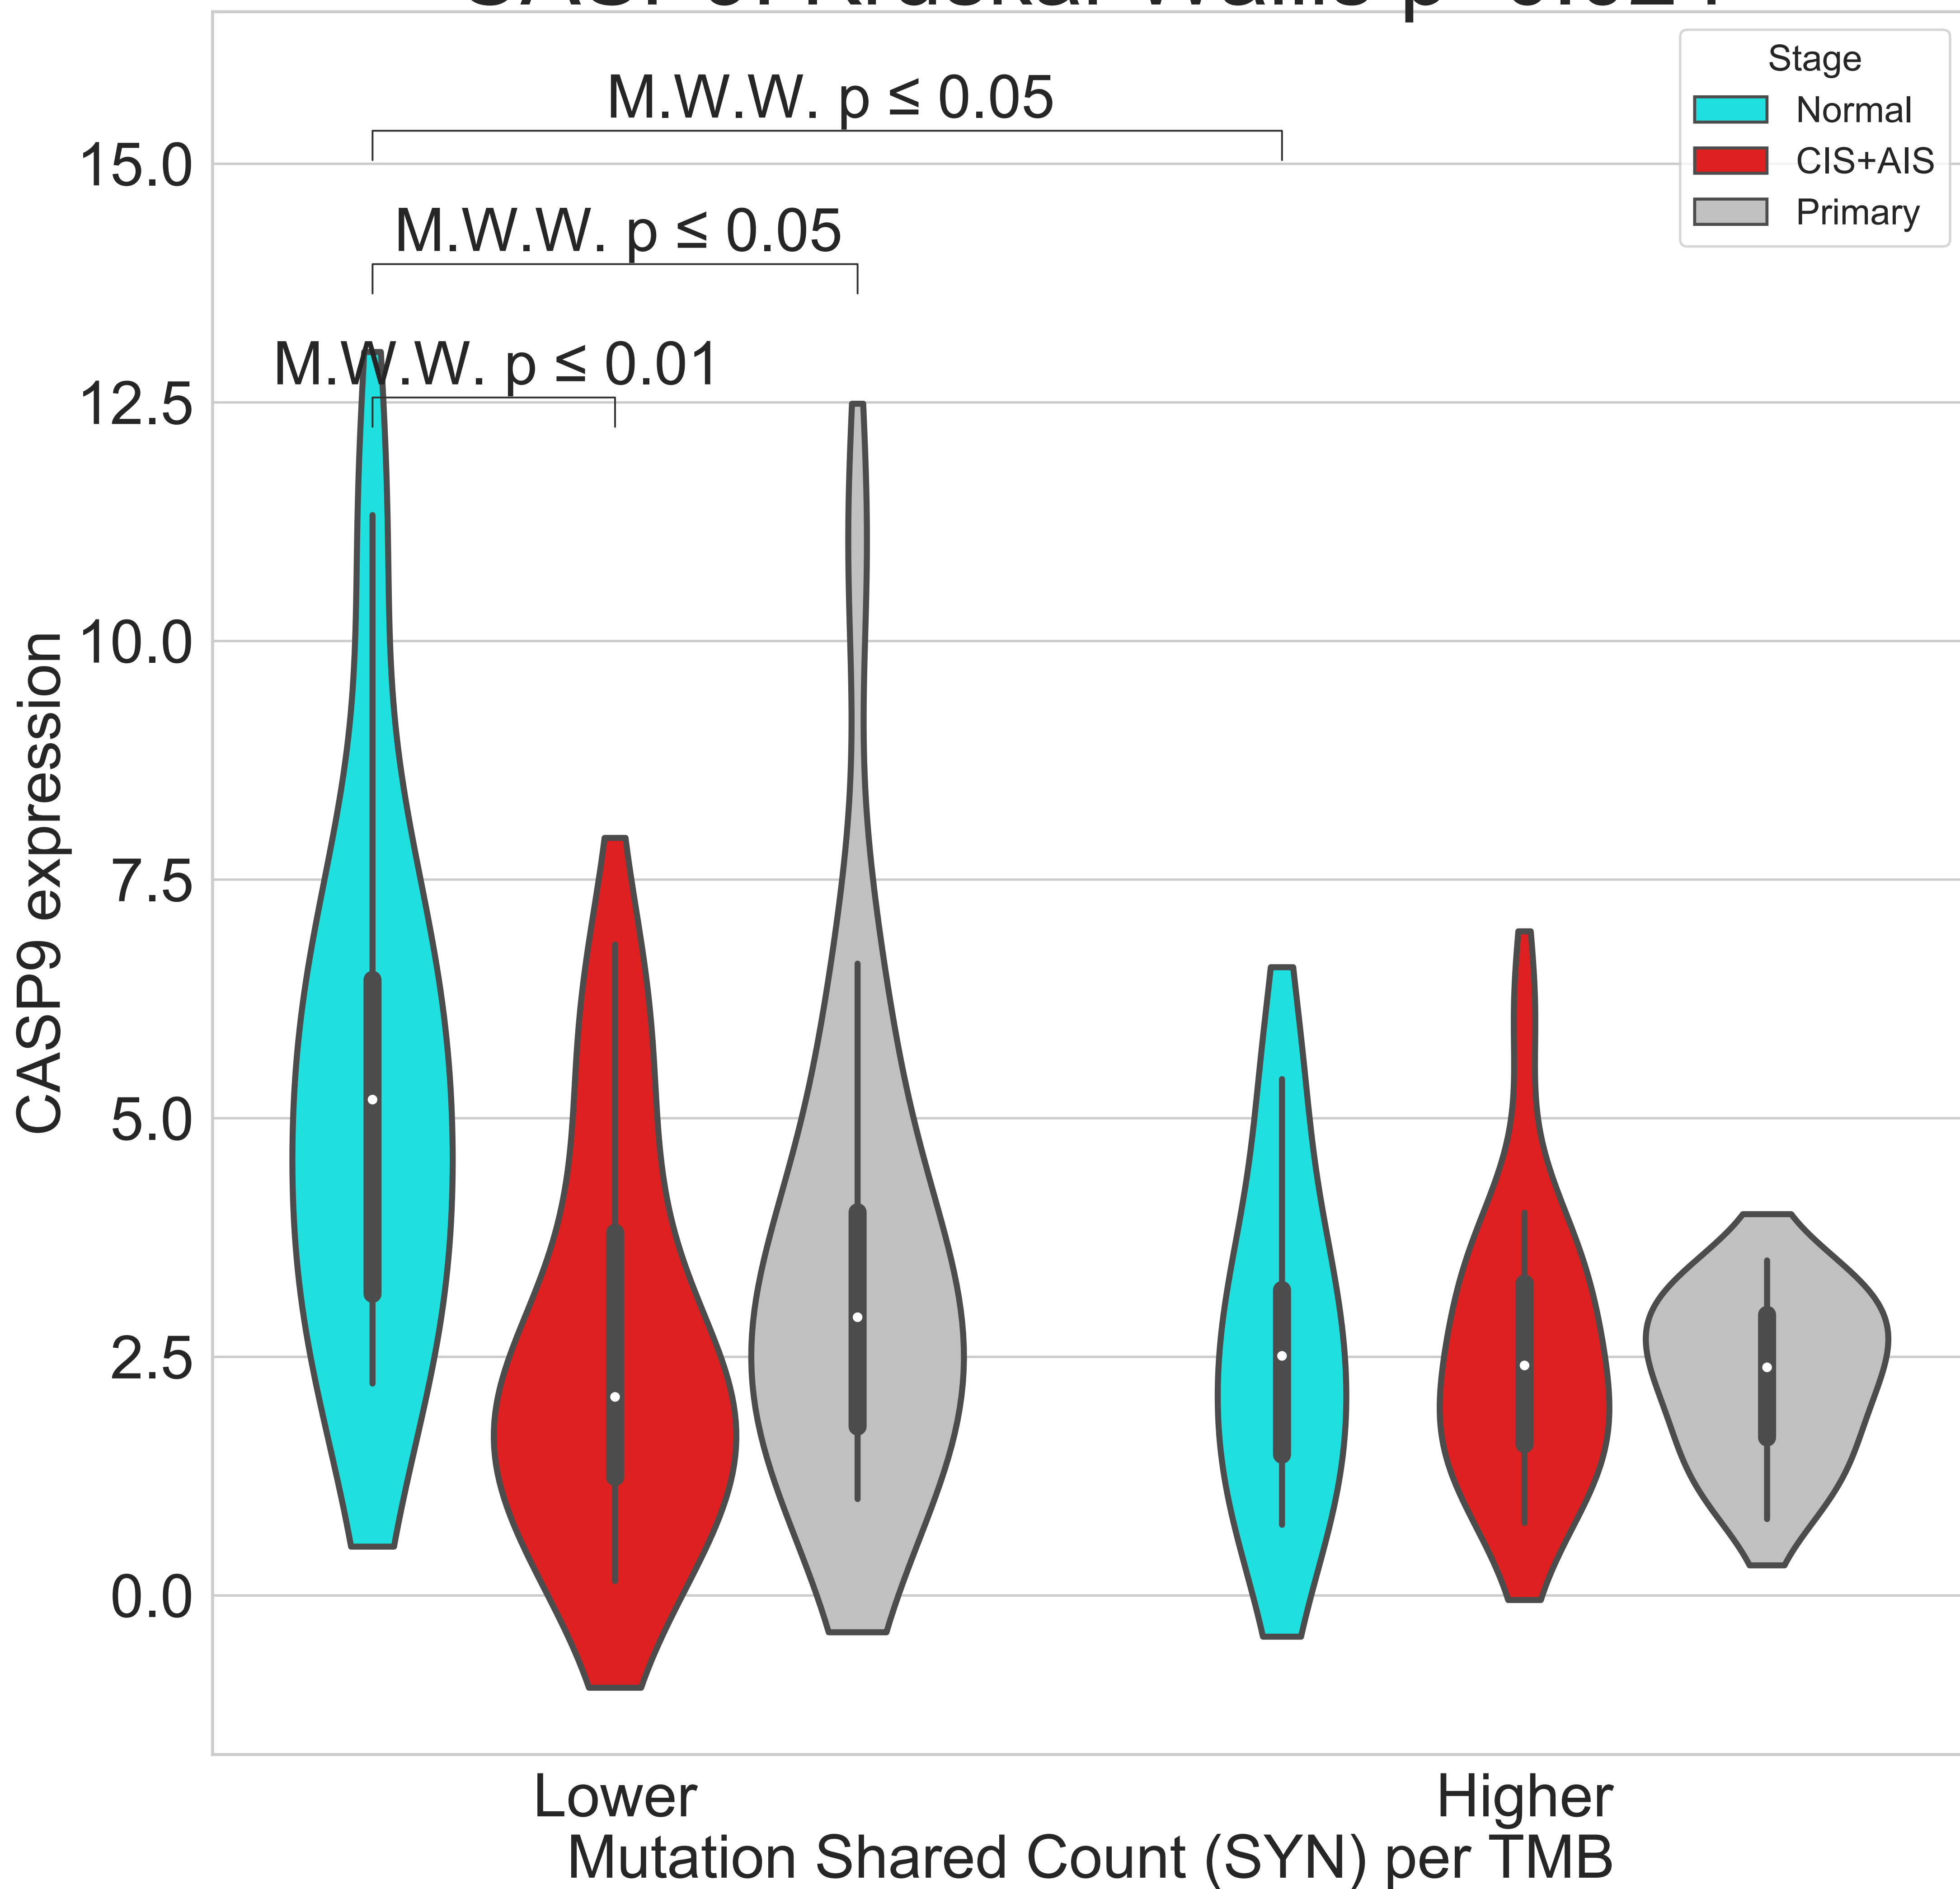 Stage
Normal
CIS+AIS
Primary
M.W.W. p ≤ 0.05
M.W.W. p ≤ 0.05
M.W.W. p ≤ 0.01
15.0
12.5
10.0
7.5
5.0
2.5
0.0
CASP9 expression
Lower
Higher
Mutation Shared Count (SYN) per TMB